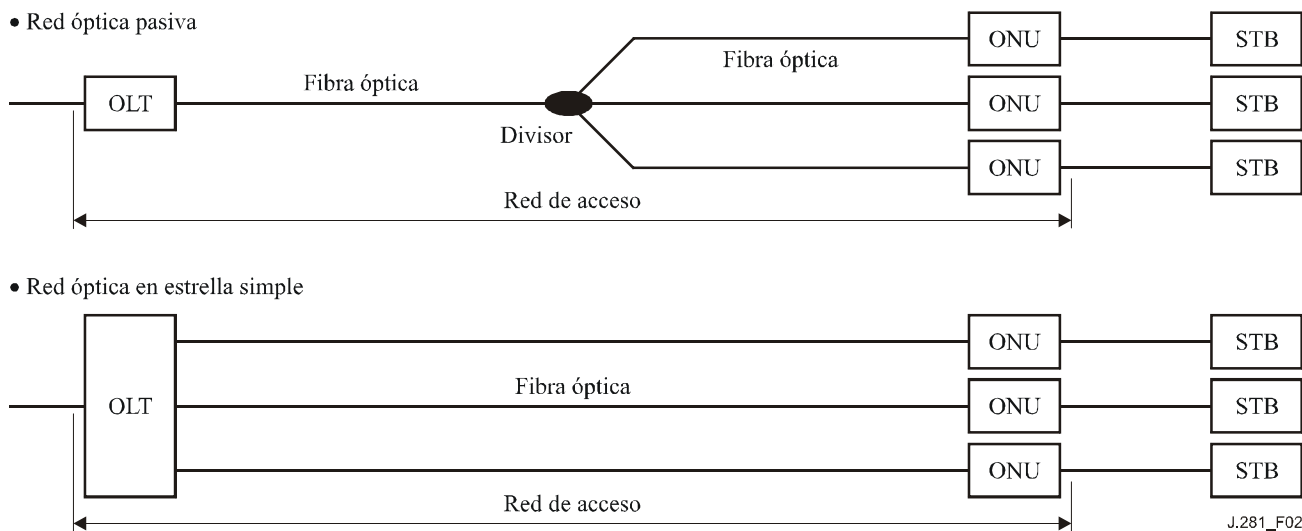 • Red óptica pasiva
ONU STB
Fibra óptica
Fibra óptica
OLT ONU STB
Divisor
ONU STB
Red de acceso
• Red óptica en estrella simple
ONU STB
Fibra óptica
OLT ONU STB
ONU STB
Red de acceso
J.281_F02